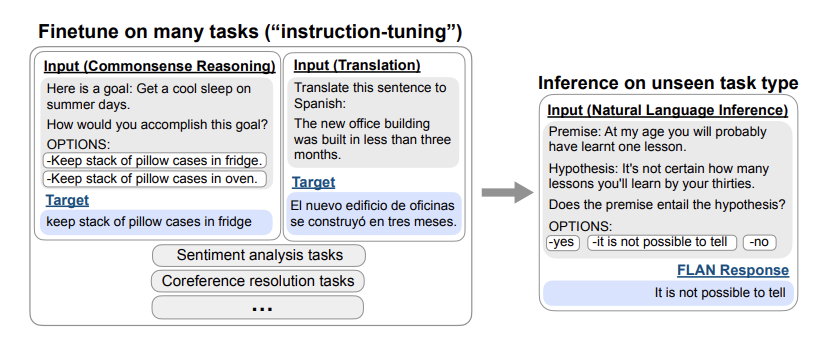 Finetune on many tasks (“instruction-tuning”)
Input (Commonsense Reasoning)
Here is a goal: Get a cool sleep on
summer days.
How would you accomplish this goal?
OPTIONS:
-Keep stack of pillow cases in fridge.
-Keep stack of pillow cases in oven.
Target
keep stack of pillow cases in fridge
Input (Translation)
Translate this sentence to
Spanish:
The new office building
was built in less than three
months.
Target
El nuevo edificio de oficinas
se construyó en tres meses.
Sentiment analysis tasks
Coreference resolution tasks
...
Inference on unseen task type
Input (Natural Language Inference)
Premise: At my age you will probably
have learnt one lesson.
Hypothesis: It's not certain how many
lessons you'll learn by your thirties.
Does the premise entail the hypothesis?
OPTIONS:
-yes -it is not possible to tell -no
FLAN Response
It is not possible to tell